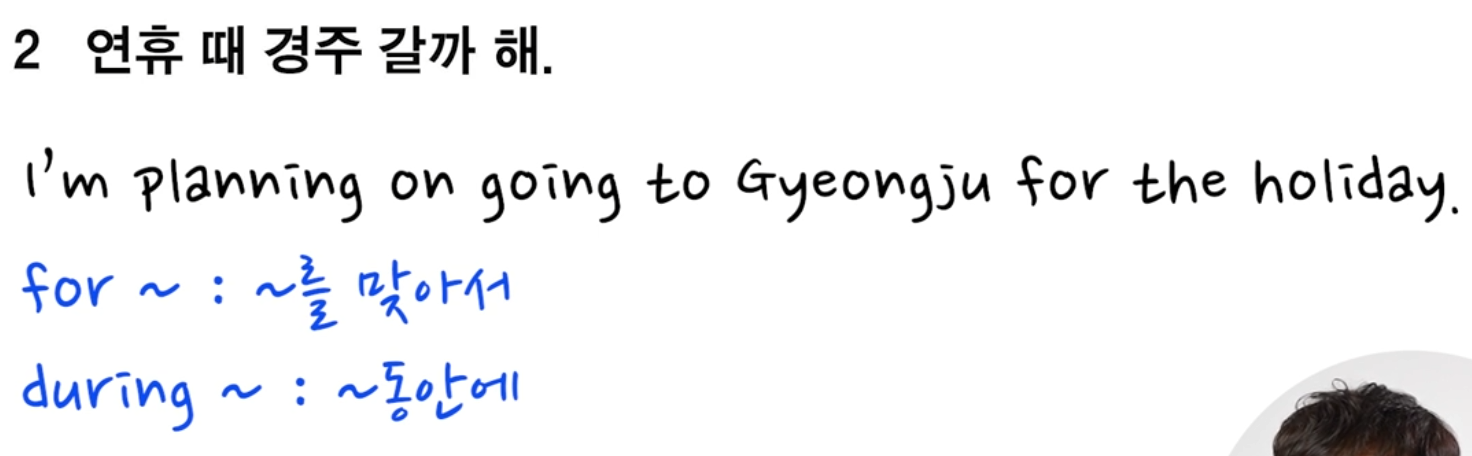 2 연휴 때 경주 갈까 해.
I'm planning on going to Gyeongju for the holiday.
for ~ : ~를 맞아서
during ~ : ~동안에